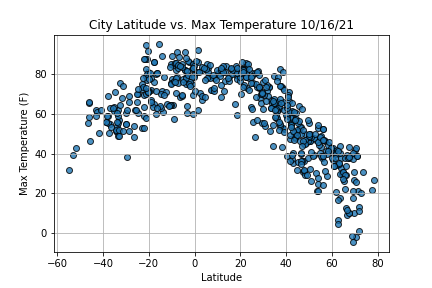 City Latitude vs. Max Temperature 10/16/21
Max Temperature (F)
80
60
40
20
0
−60 −40 −20 0 20 40 60 80
Latitude